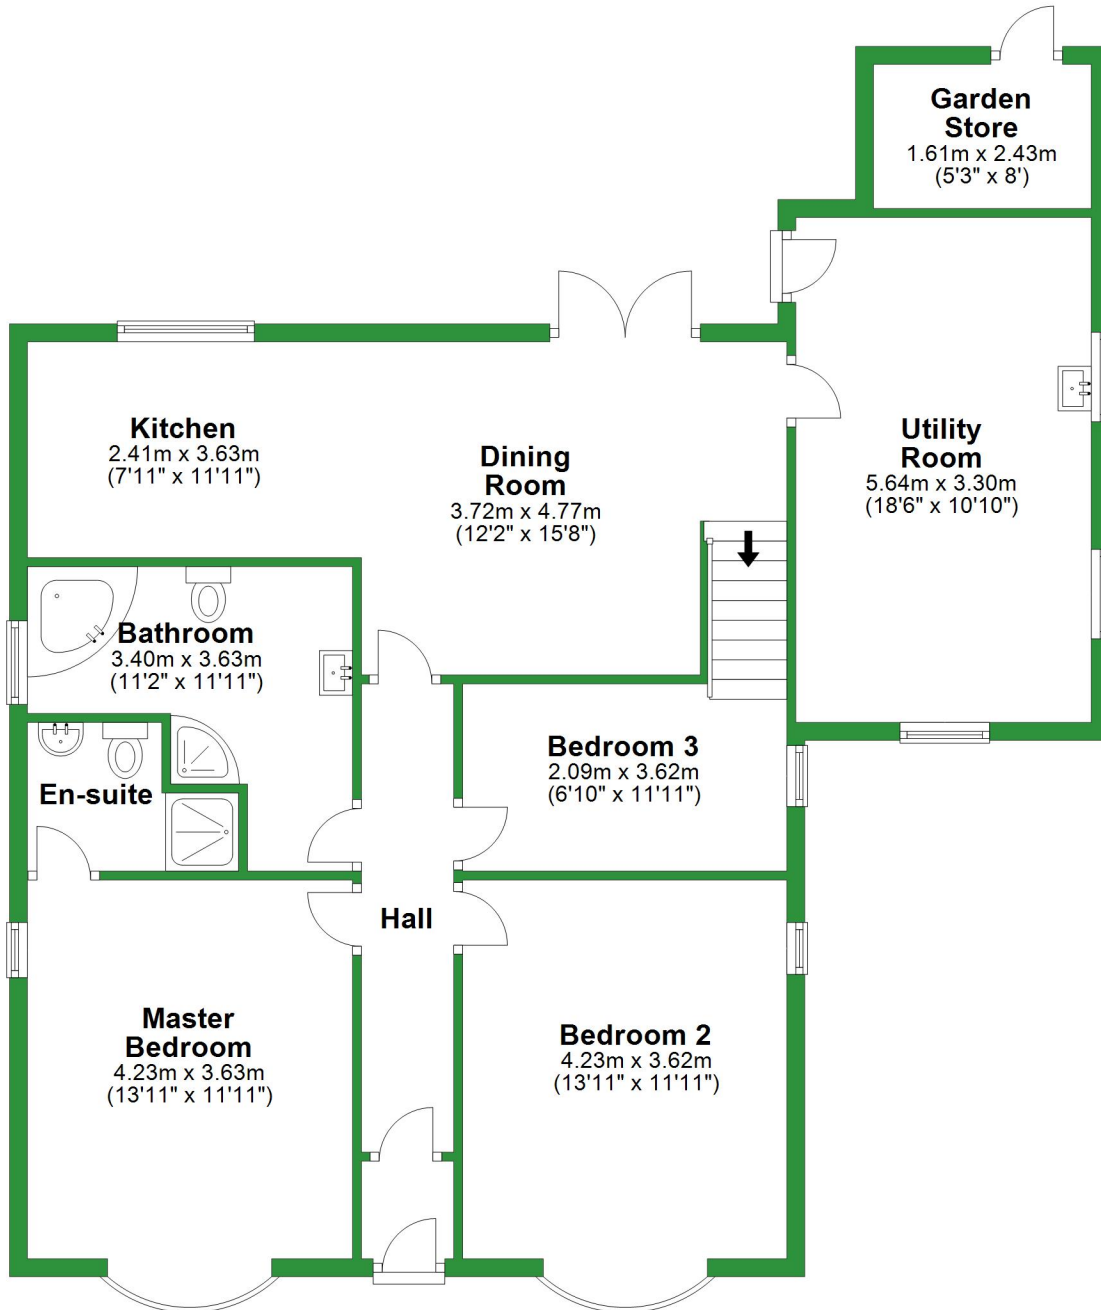 Garden
Store
1.61m x 2.43m
(5'3" x 8')
Kitchen
2.41m x 3.63m
(7'11" x 11'11")
Dining
Room
3.72m x 4.77m
(12'2" x 15'8")
Utility
Room
5.64m x 3.30m
(18'6" x 10'10")
Bathroom
3.40m x 3.63m
(11'2" x 11'11")
En-suite
Bedroom 3
2.09m x 3.62m
(6'10" x 11'11")
Hall
Master
Bedroom
4.23m x 3.63m
(13'11" x 11'11")
Bedroom 2
4.23m x 3.62m
(13'11" x 11'11")